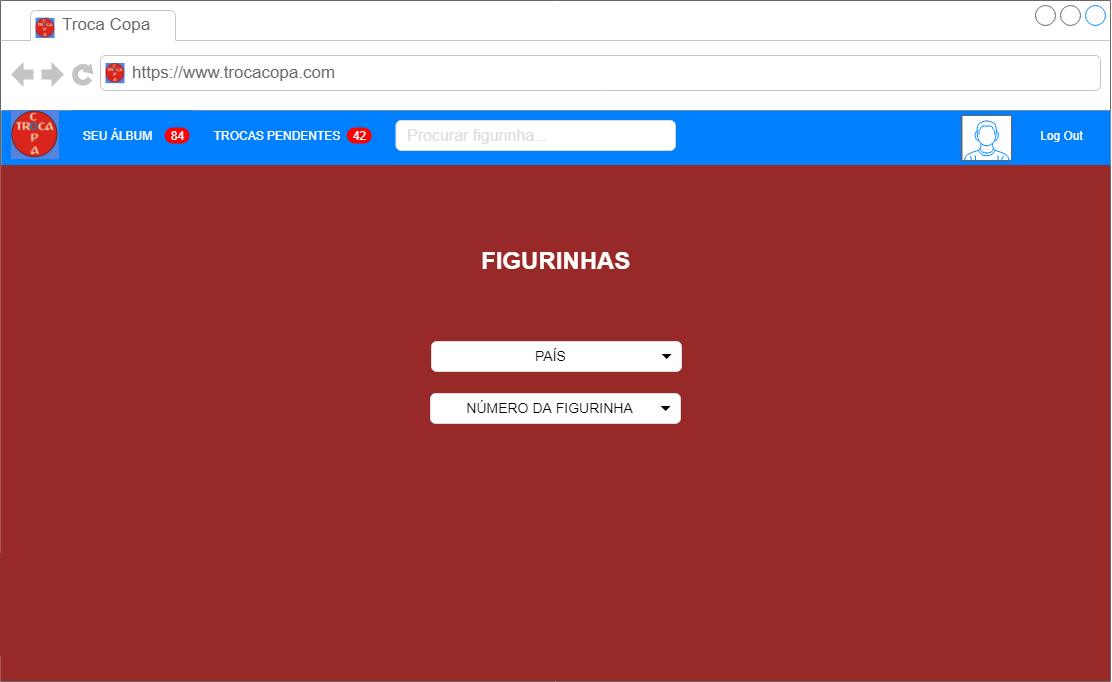 Troca Copa
https://www.trocacopa.com
TROCA COPA
SEU ÁLBUM 84 TROCAS PENDENTES 42 Procurar figurinha... Log Out
FIGURINHAS
PAÍS
NÚMERO DA FIGURINHA